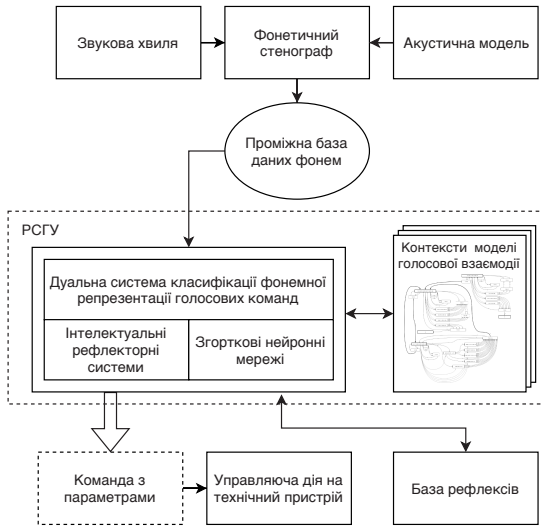 Звукова хвиля
Фонетичний
стенограф
Акустична модель
Проміжна база
даних фонем
РСГУ
Дуальна система класифікації фонемної
репрезентації голосових команд
Інтелектуальні
рефлекторні
системи
Згорткові нейронні
мережі
Контексти моделі
голосової взаємодії
Команда з
параметрами
Управляюча дія на
технічний пристрій
База рефлексів